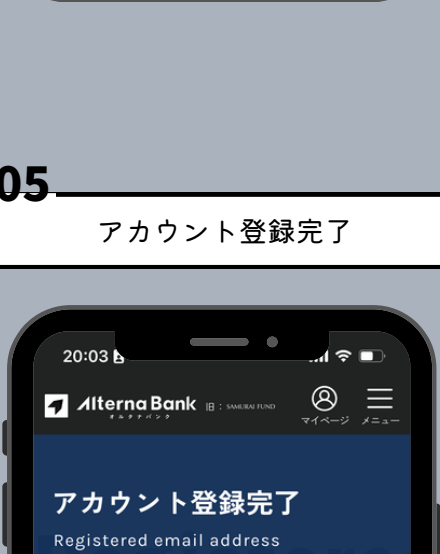 05
アカウント登録完了
20:03
Alterna Bank 旧：SAMURAI FUND
オルタナバンク
マイページ メニュー
アカウント登録完了
Registered email address